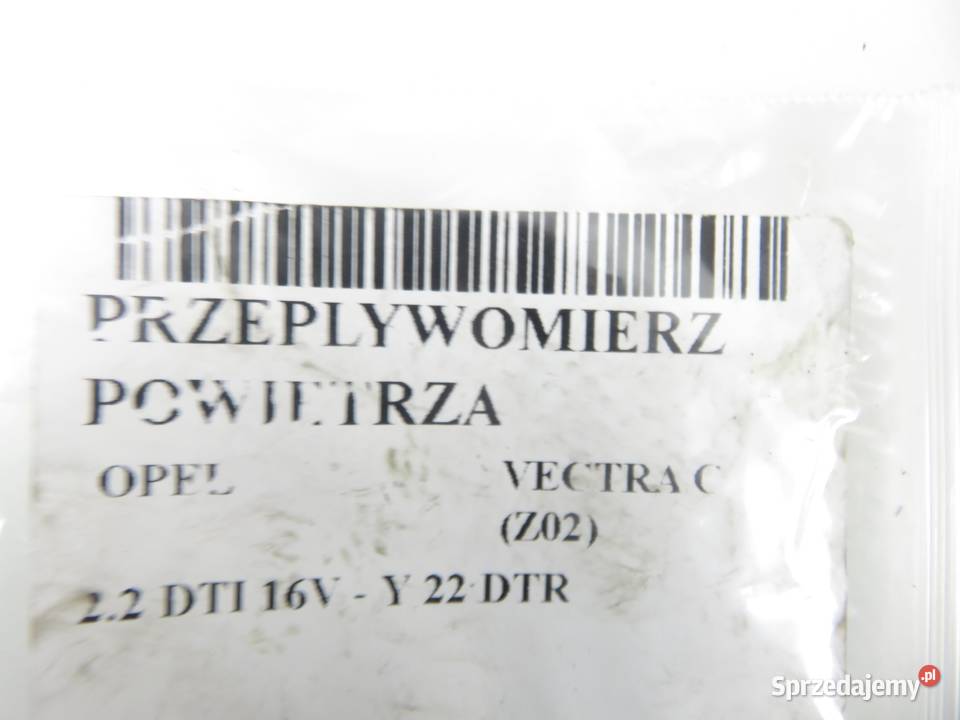 PRZEPLYWOMIERZ
POWIETRZA
OPEL VECTRA C
(Z02)
2.2 DTI 16V - Y 22 DTR
Sprzedajemy.pl